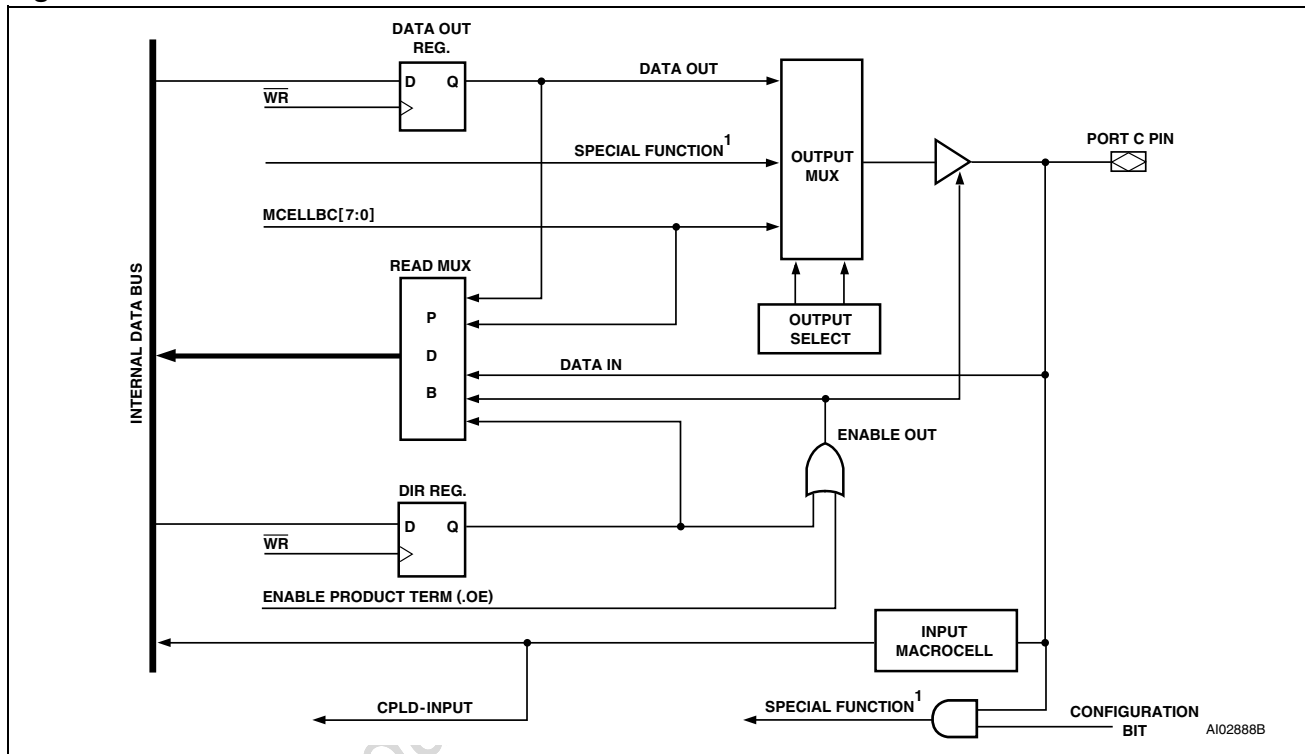 DATA OUT
REG.
D Q
WR
DATA OUT
SPECIAL FUNCTION1
OUTPUT
MUX
PORT C PIN
MCELLBC[7:0]
READ MUX
P
D
B
OUTPUT
SELECT
INTERNAL DATA BUS
DATA IN
ENABLE OUT
DIR REG.
D Q
WR
ENABLE PRODUCT TERM (.OE)
INPUT
MACROCELL
CPLD-INPUT
SPECIAL FUNCTION1
CONFIGURATION
BIT
AI02888B